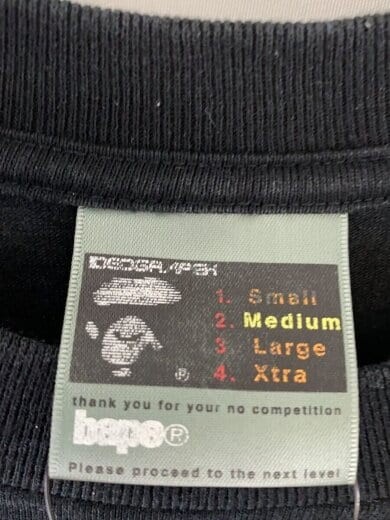 1. Small
2. Medium
3. Large
®
4. Xtra
thank you for your no competition
bape®
Please proceed to the next level